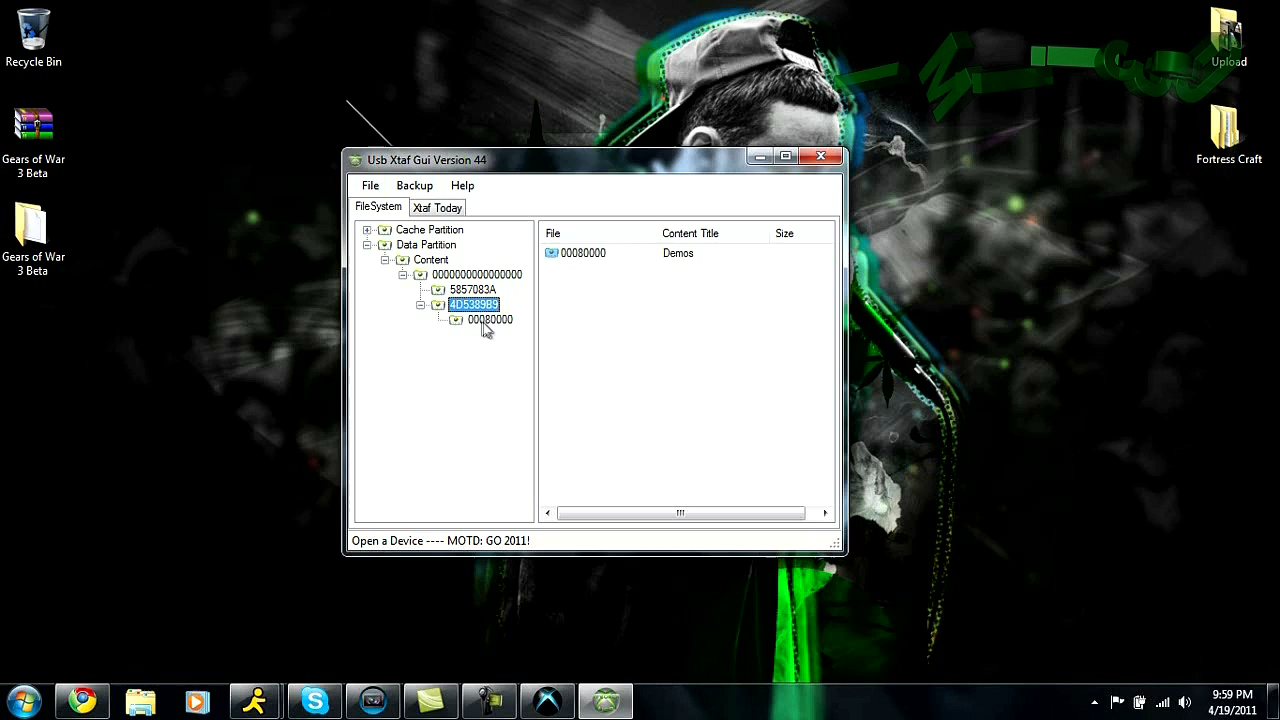 Recycle Bin
Gears of War
3 Beta
Gears of War
3 Beta
Upload
Fortress Craft
Usb Xtaf Gui Version 44
File Backup Help
FileSystem Xtaf Today
Cache Partition
Data Partition
Content
0000000000000000
5857083A
4D5389B9
00080000
File Content Title Size
00080000 Demos
Open a Device ---- MOTD: GO 2011!
9:59 PM
4/19/2011